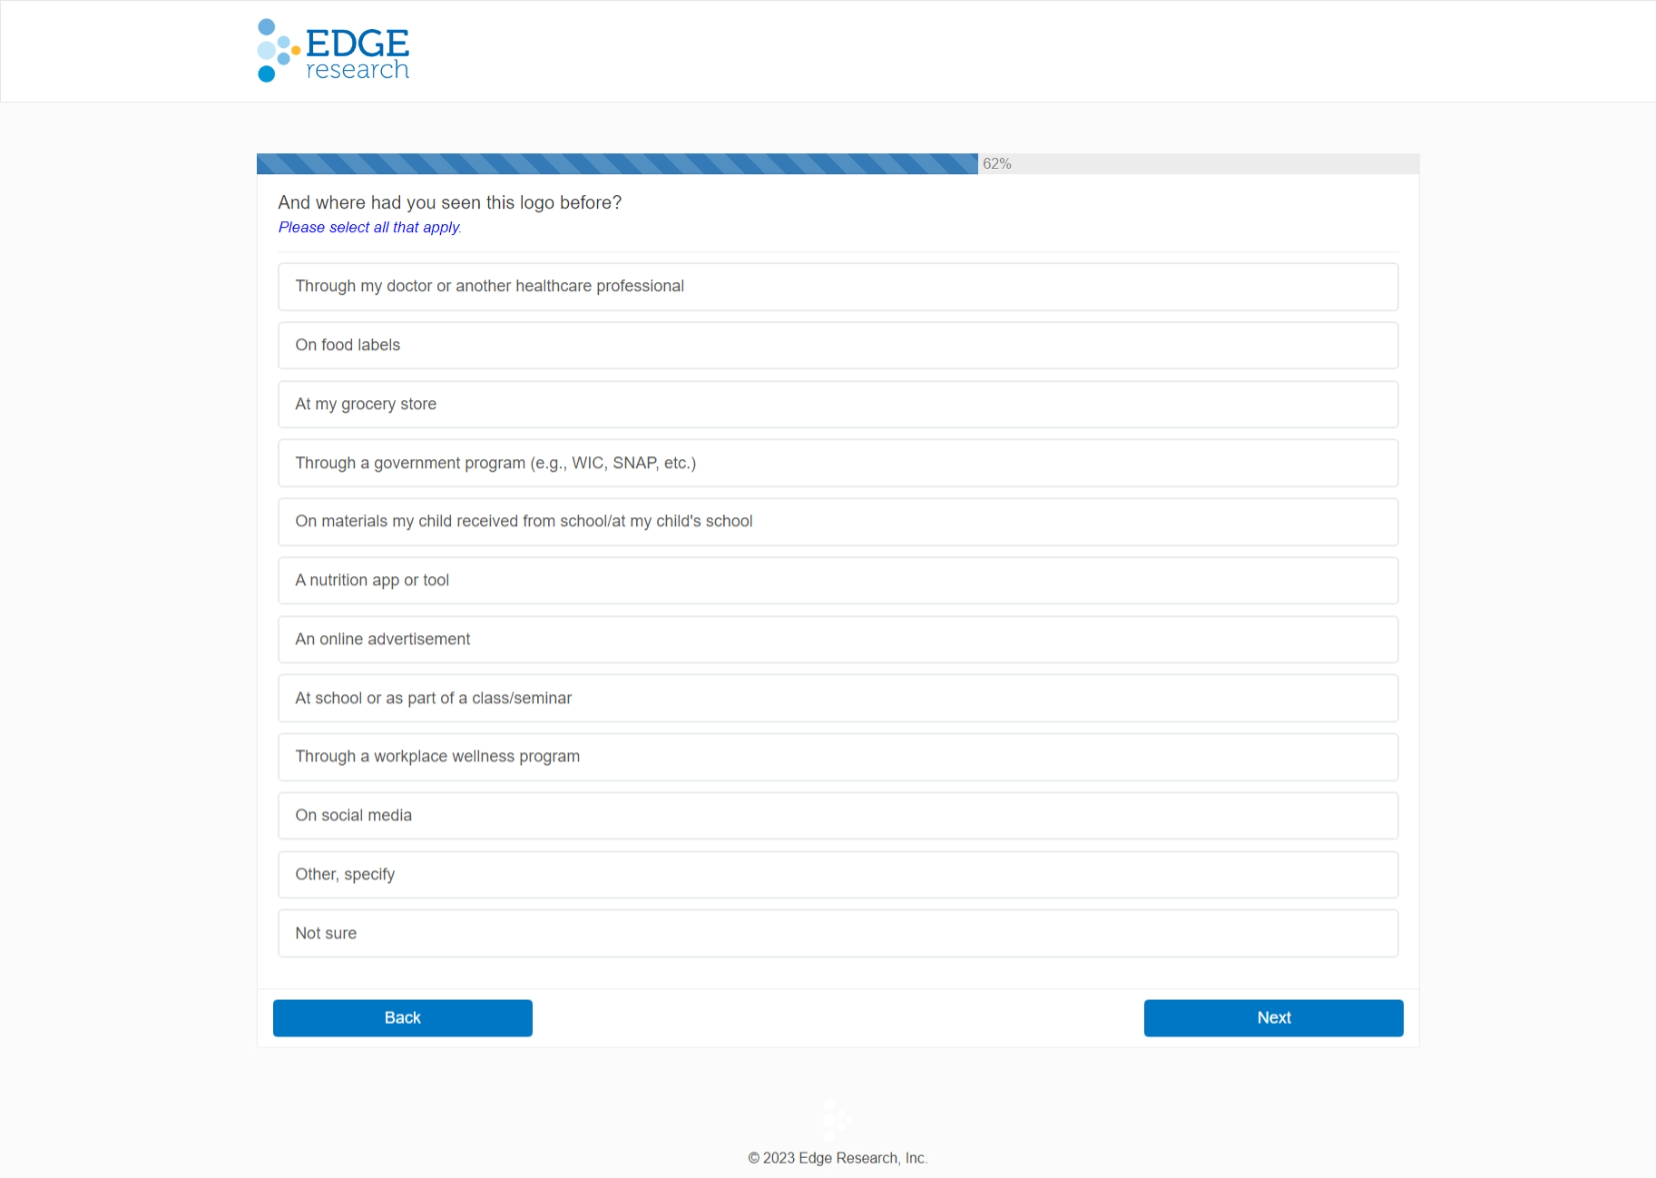 EDGE
research
62%
And where had you seen this logo before?
Please select all that apply.
Through my doctor or another healthcare professional
On food labels
At my grocery store
Through a government program (e.g., WIC, SNAP, etc.)
On materials my child received from school/at my child's school
A nutrition app or tool
An online advertisement
At school or as part of a class/seminar
Through a workplace wellness program
On social media
Other, specify
Not sure
Back
Next
© 2023 Edge Research, Inc.